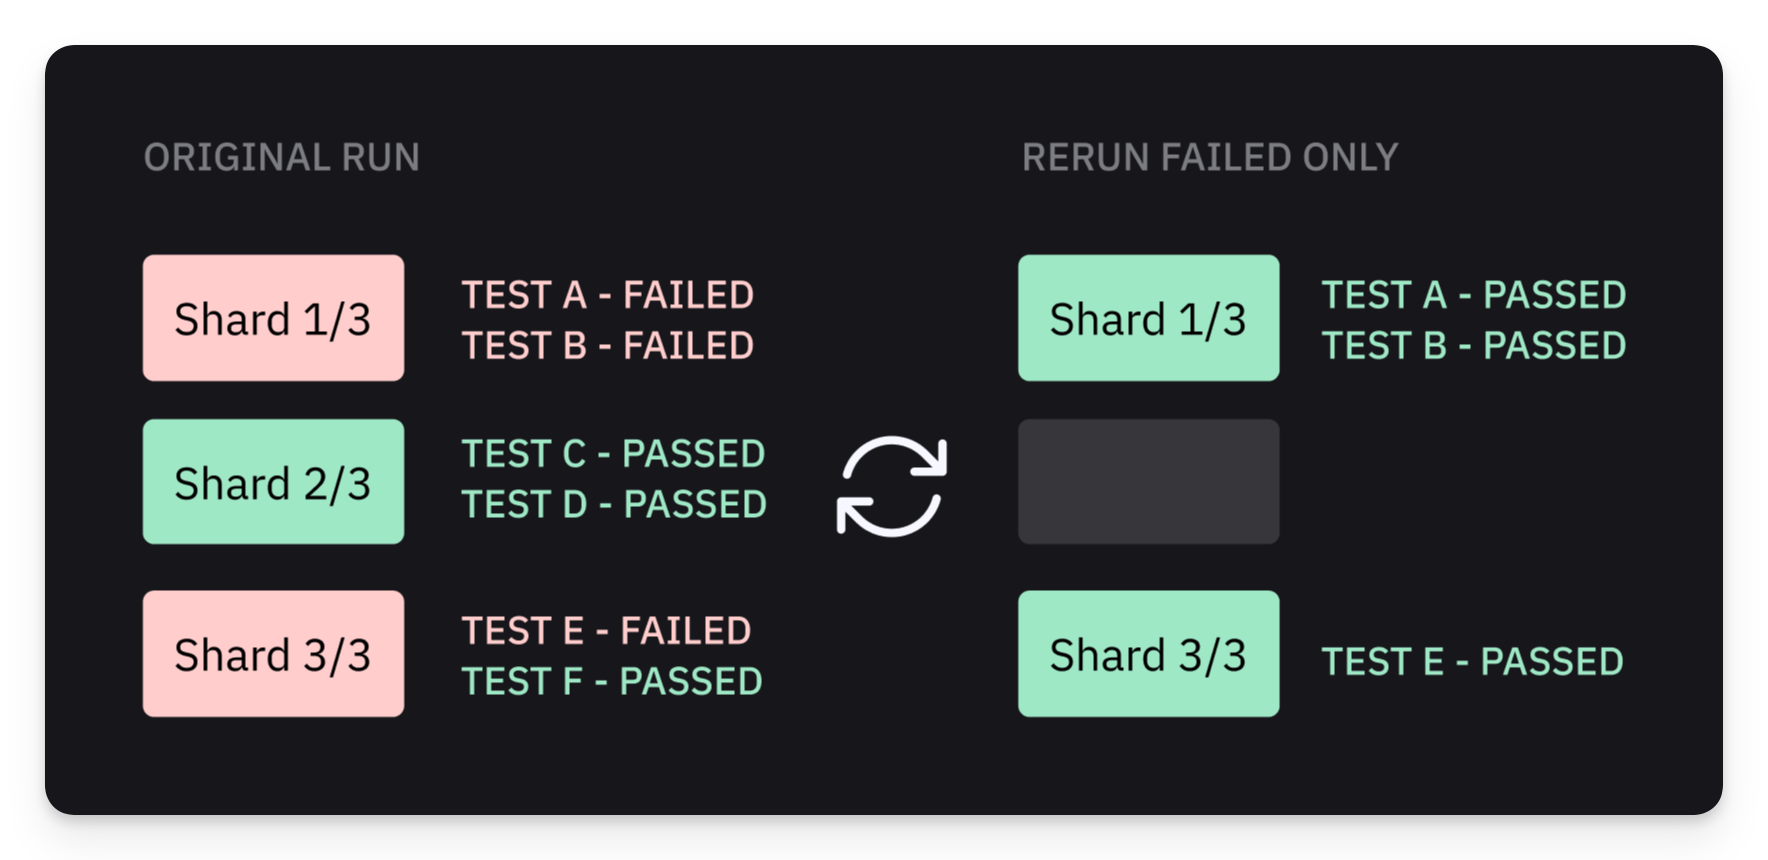 ORIGINAL RUN
Shard 1/3
TEST A - FAILED
TEST B - FAILED
Shard 2/3
TEST C - PASSED
TEST D - PASSED
Shard 3/3
TEST E - FAILED
TEST F - PASSED
RERUN FAILED ONLY
Shard 1/3
TEST A - PASSED
TEST B - PASSED
Shard 3/3
TEST E - PASSED